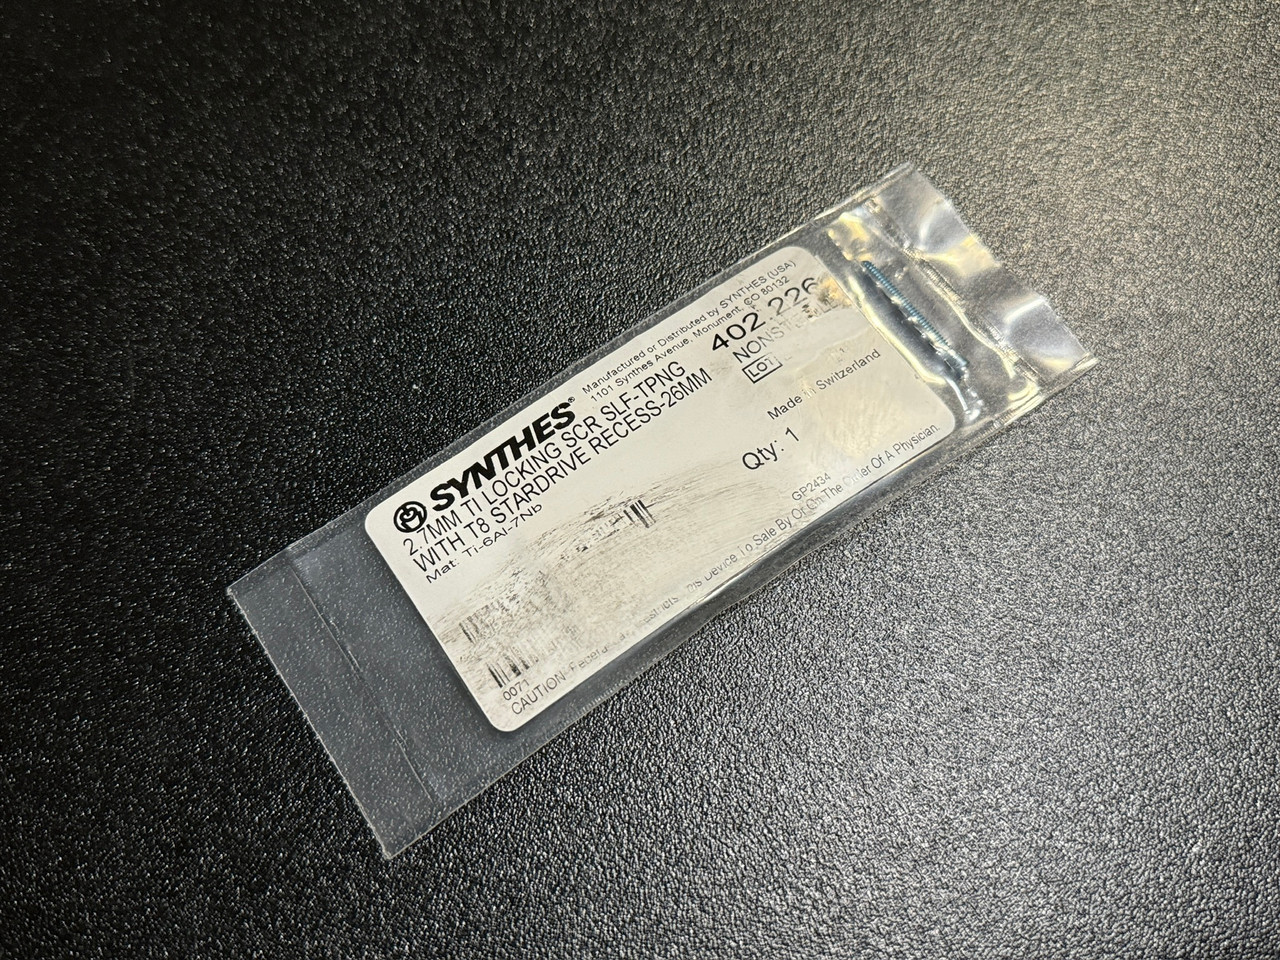 SYNTHES®
Manufactured or Distributed by SYNTHES (USA)
1101 Synthes Avenue, Monument, CO 80132
2.7MM TI LOCKING SCR SLF-TPNG
WITH T8 STARDRIVE RECESS-26MM
Mat: Ti-6Al-7Nb
402.226
LOT
Made in Switzerland
Qty: 1
GP2434
0071
CAUTION: Federal This Device To Sale By Or On The Order Of A Physician.